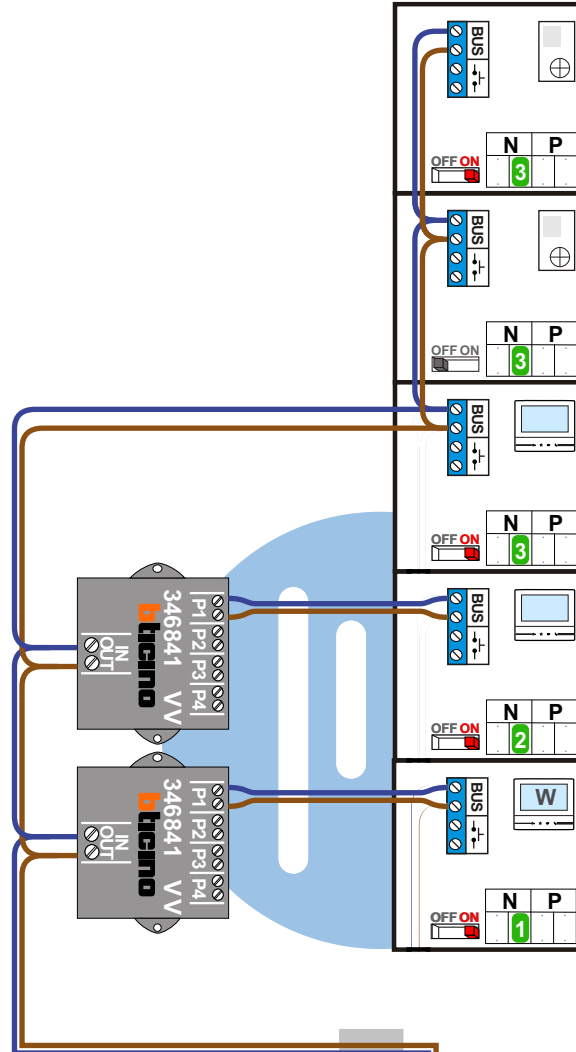 BUS
N P
OFF ON
3
BUS
N P
OFF ON
3
BUS
N P
OFF ON
3
346841
bticino
VV
P1 P2 P3 P4
IN
OUT
BUS
N P
OFF ON
2
346841
bticino
VV
P1 P2 P3 P4
IN
OUT
BUS
W
N P
OFF ON
1